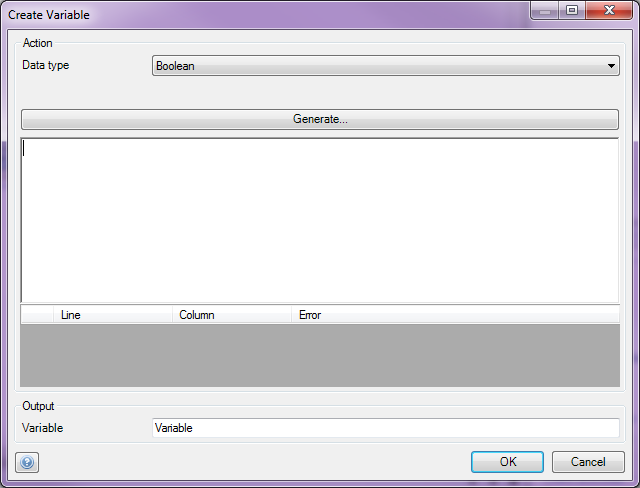 Create Variable
Action
Data type Boolean
Generate...
Line Column Error
Output
Variable Variable
OK Cancel